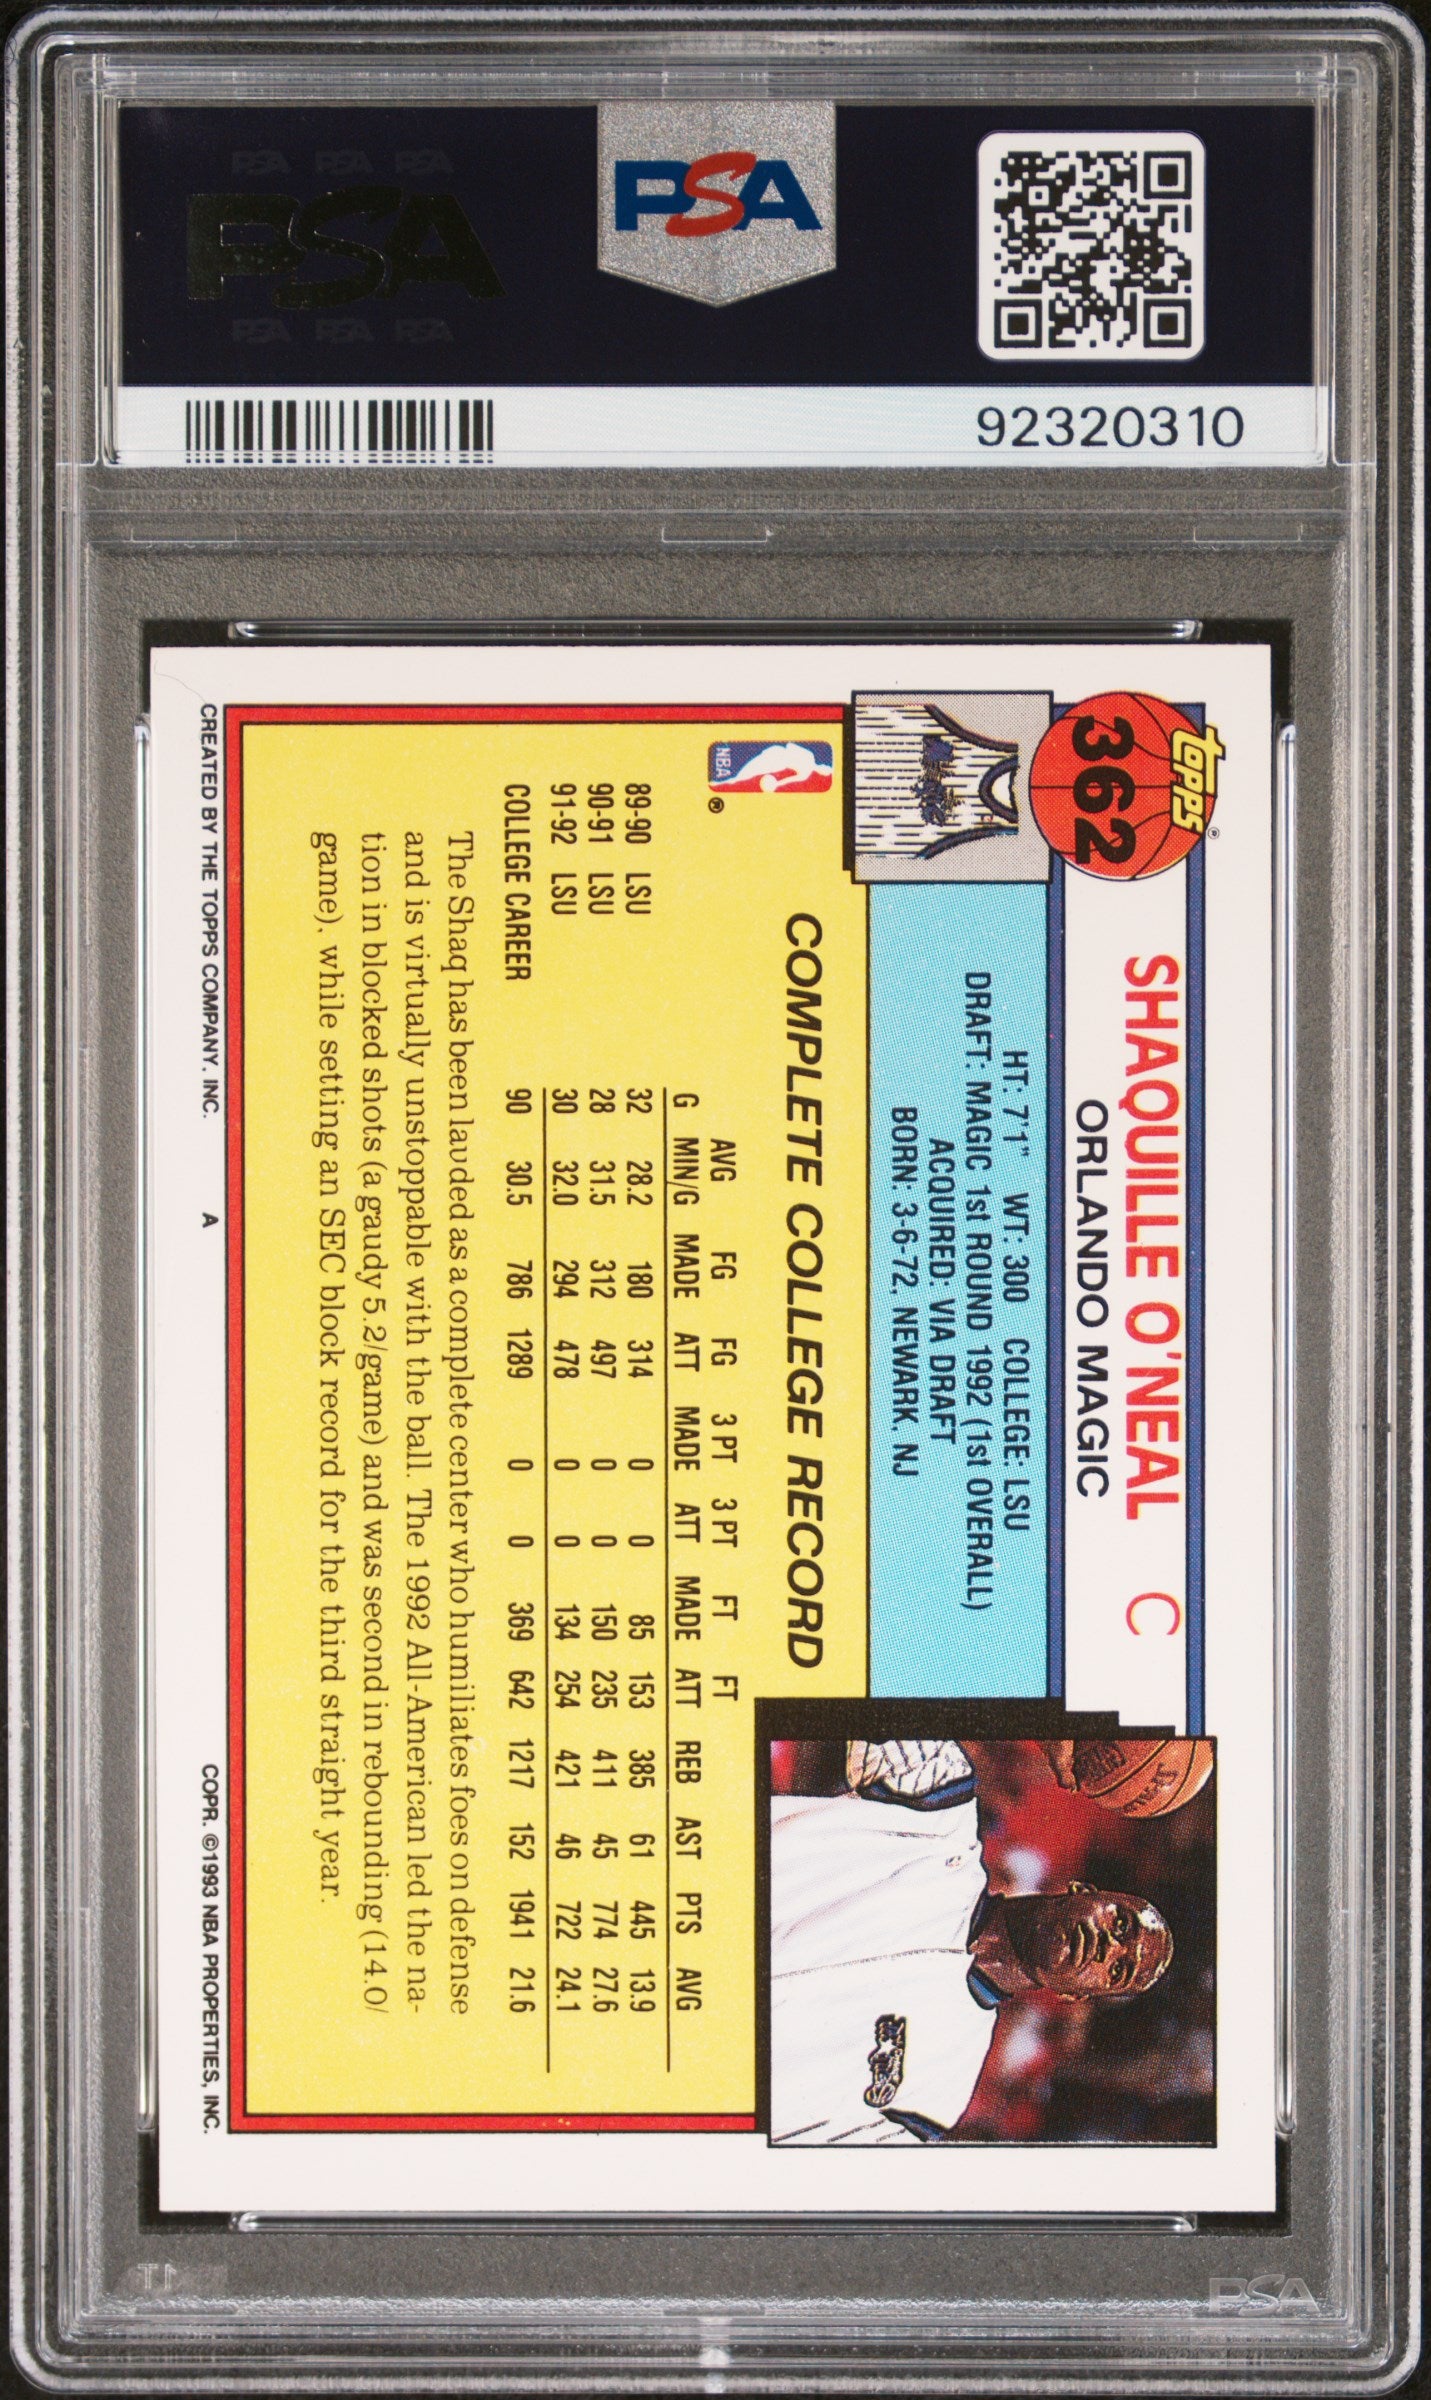 PSA PSA PSA
PSA
PSA PSA PSA
PSA
92320310
topps®
362
SHAQUILLE O'NEAL C
ORLANDO MAGIC
HT: 7'1" WT: 300 COLLEGE: LSU
DRAFT: MAGIC 1st ROUND 1992 (1st OVERALL)
ACQUIRED: VIA DRAFT
BORN: 3-6-72, NEWARK, NJ
NBA ®
COMPLETE COLLEGE RECORD
AVG FG FG 3 PT 3 PT FT FT
G MIN/G MADE ATT MADE ATT MADE ATT REB AST PTS AVG
89-90 LSU 32 28.2 180 314 0 0 85 153 385 61 445 13.9
90-91 LSU 28 31.5 312 497 0 0 150 235 411 45 774 27.6
91-92 LSU 30 32.0 294 478 0 0 134 254 421 46 722 24.1
COLLEGE CAREER 90 30.5 786 1289 0 0 369 642 1217 152 1941 21.6
The Shaq has been lauded as a complete center who humiliates foes on defense
and is virtually unstoppable with the ball. The 1992 All-American led the na-
tion in blocked shots (a gaudy 5.2/game) and was second in rebounding (14.0/
game), while setting an SEC block record for the third straight year.
CREATED BY THE TOPPS COMPANY, INC. A COPR. ©1993 NBA PROPERTIES, INC.
PSA